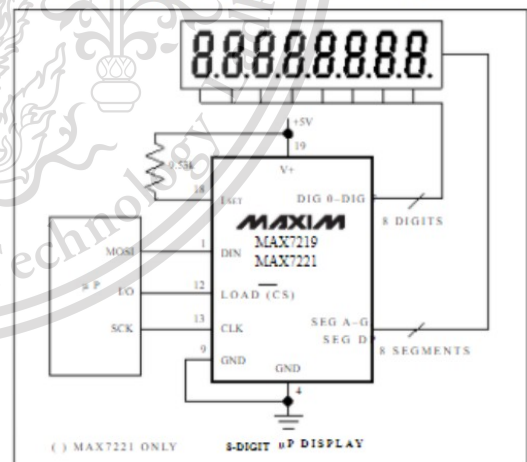 8.8.8.8.8.8.8.8.
+5V
19
V+
9.53k
18
ISET
DIG 0–DIG
8 DIGITS
MAXIM
MAX7219
MAX7221
MOSI
1
DIN
µP
I/O
12
LOAD (CS)
SCK
13
CLK
SEG A–G
SEG D
8 SEGMENTS
9
GND
GND
4
( ) MAX7221 ONLY
8-DIGIT µP DISPLAY
Technology